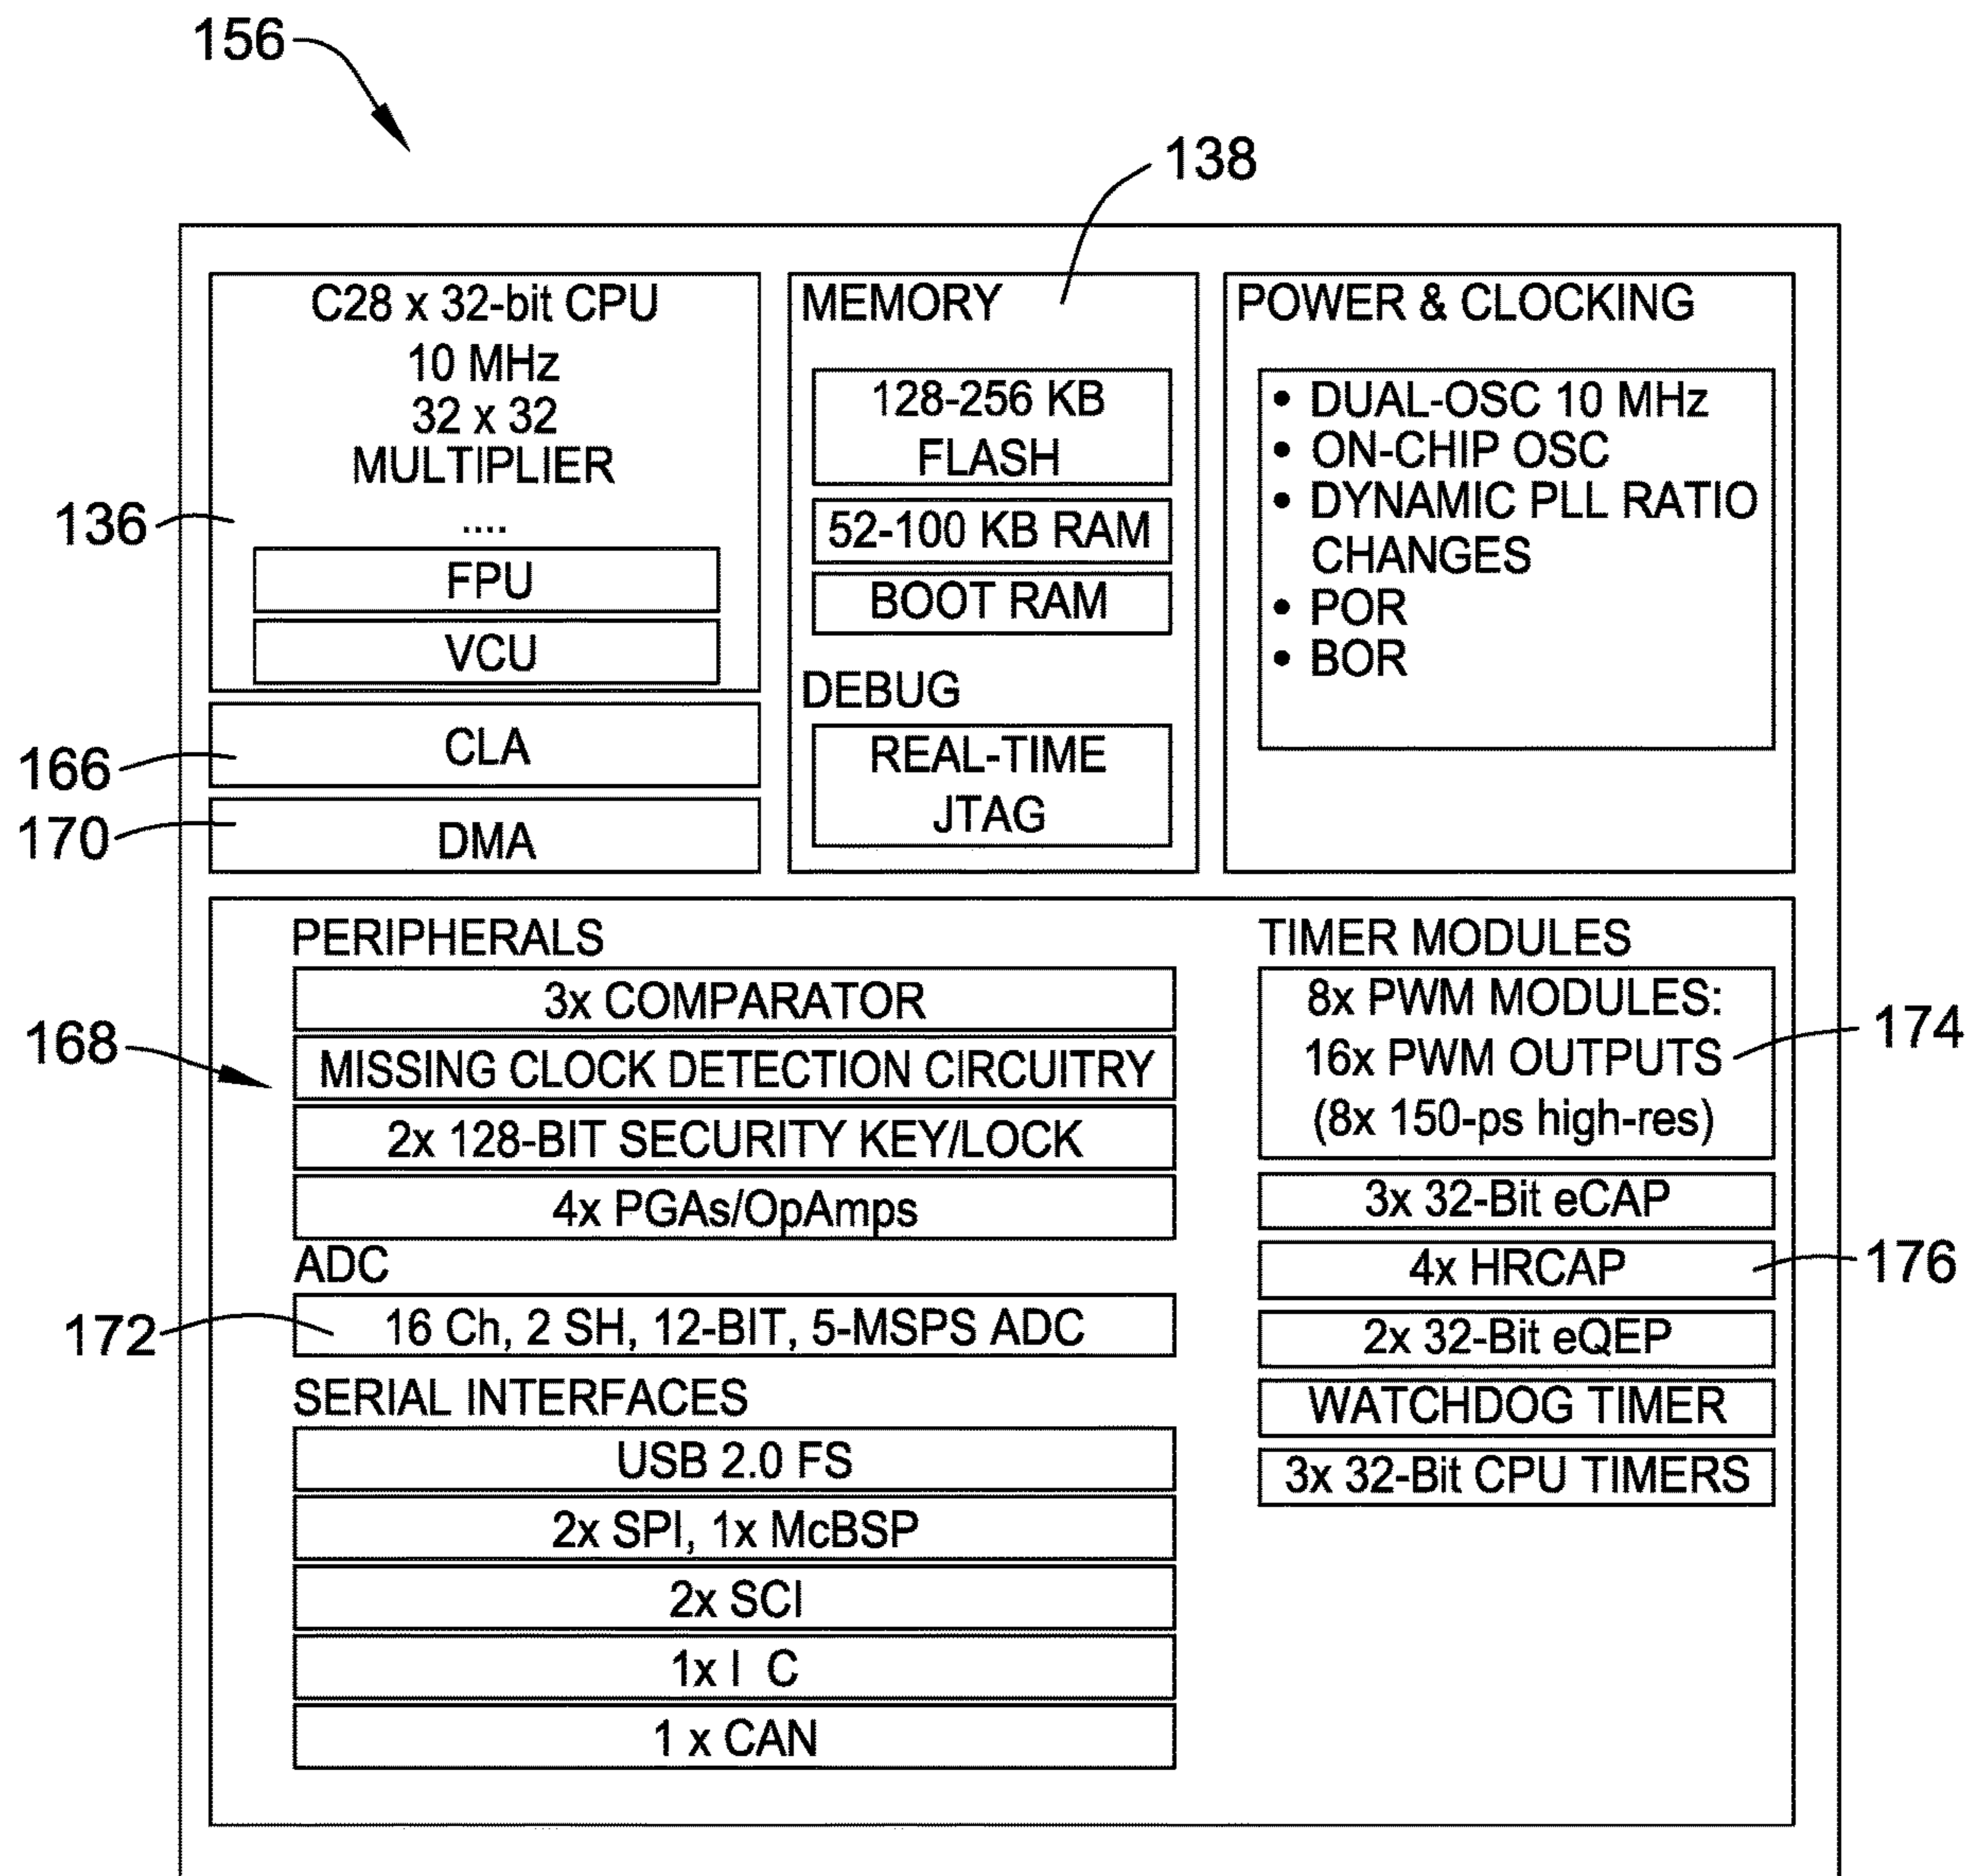 156
138
C28 x 32-bit CPU
10 MHz
32 x 32
MULTIPLIER
....
FPU
VCU
136
CLA
166
DMA
170
MEMORY
128-256 KB
FLASH
52-100 KB RAM
BOOT RAM
DEBUG
REAL-TIME
JTAG
POWER & CLOCKING
• DUAL-OSC 10 MHz
• ON-CHIP OSC
• DYNAMIC PLL RATIO
CHANGES
• POR
• BOR
PERIPHERALS
3x COMPARATOR
168
MISSING CLOCK DETECTION CIRCUITRY
2x 128-BIT SECURITY KEY/LOCK
4x PGAs/OpAmps
ADC
172
16 Ch, 2 SH, 12-BIT, 5-MSPS ADC
SERIAL INTERFACES
USB 2.0 FS
2x SPI, 1x McBSP
2x SCI
1x I C
1 x CAN
TIMER MODULES
8x PWM MODULES:
16x PWM OUTPUTS
(8x 150-ps high-res)
174
3x 32-Bit eCAP
4x HRCAP
176
2x 32-Bit eQEP
WATCHDOG TIMER
3x 32-Bit CPU TIMERS